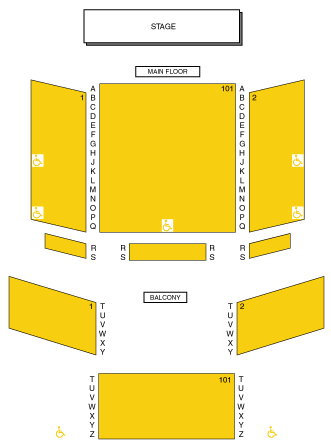 STAGE
MAIN FLOOR
1
A
101
A
2
B
B
C
C
D
D
E
E
F
F
G
G
H
H
J
J
K
K
L
L
M
M
N
N
O
O
P
P
Q
Q
R
R
R
R
S
S
S
S
BALCONY
1
T
T
2
U
U
V
V
W
W
X
X
Y
Y
T
101
T
U
U
V
V
W
W
X
X
Y
Y
Z
Z